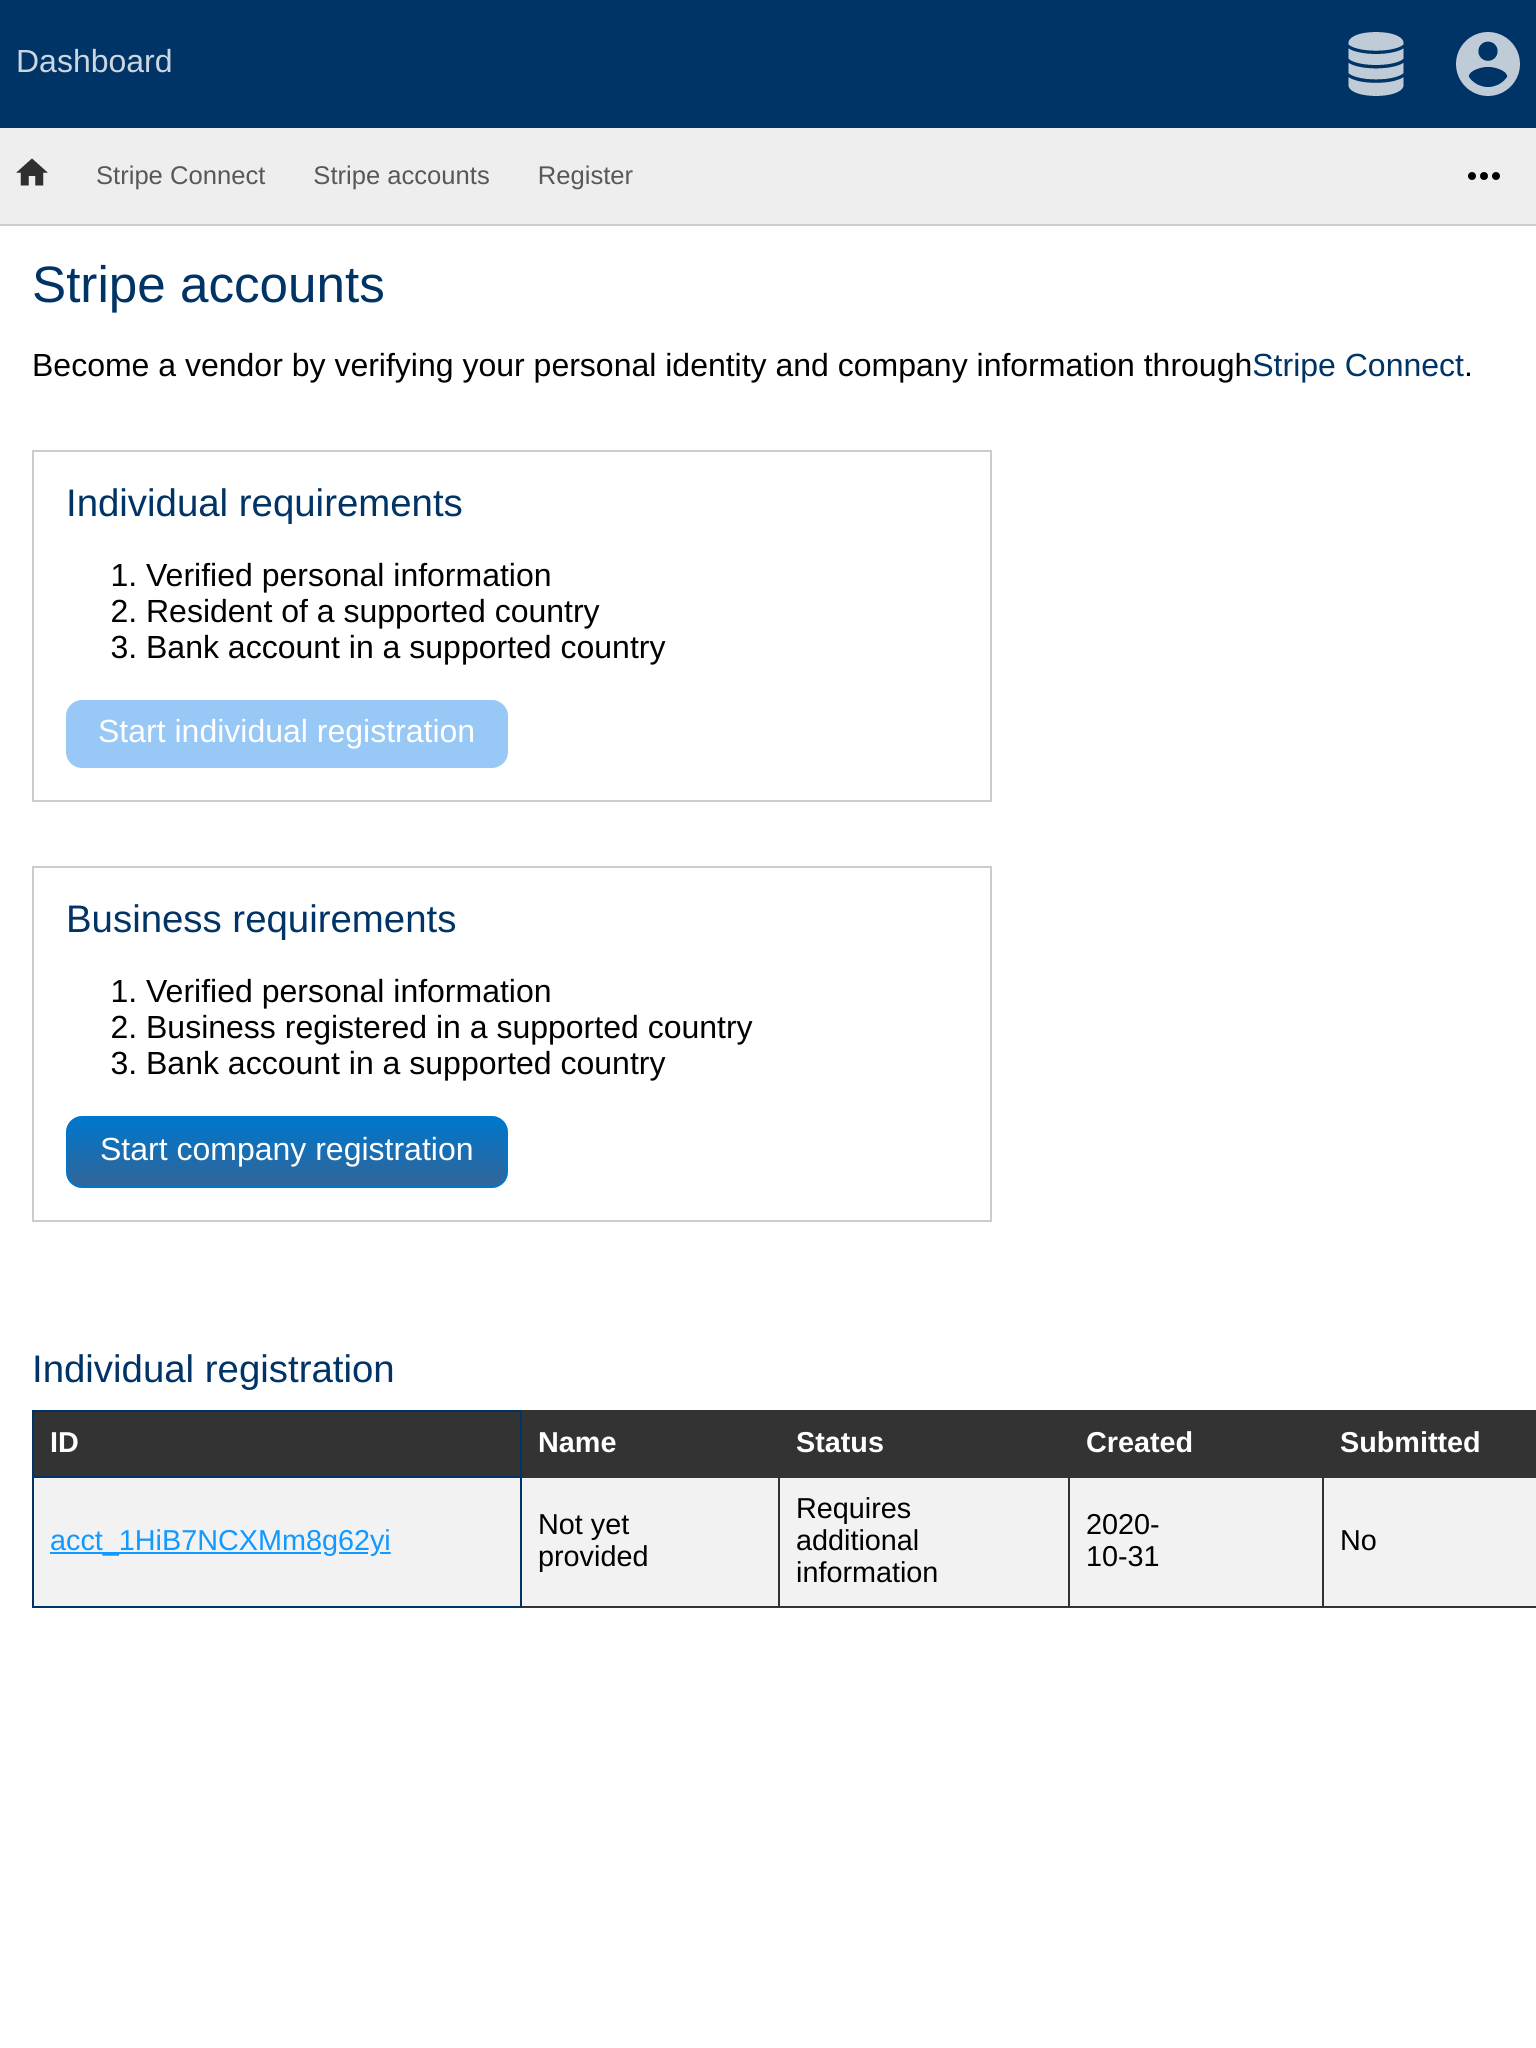 Dashboard
Stripe Connect Stripe accounts Register
Stripe accounts
Become a vendor by verifying your personal identity and company information throughStripe Connect.
Individual requirements
1. Verified personal information
2. Resident of a supported country
3. Bank account in a supported country
Start individual registration
Business requirements
1. Verified personal information
2. Business registered in a supported country
3. Bank account in a supported country
Start company registration
Individual registration
ID Name Status Created Submitted
acct_1HiB7NCXMm8g62yi
Not yet
provided
Requires
additional
information
2020-
10-31
No